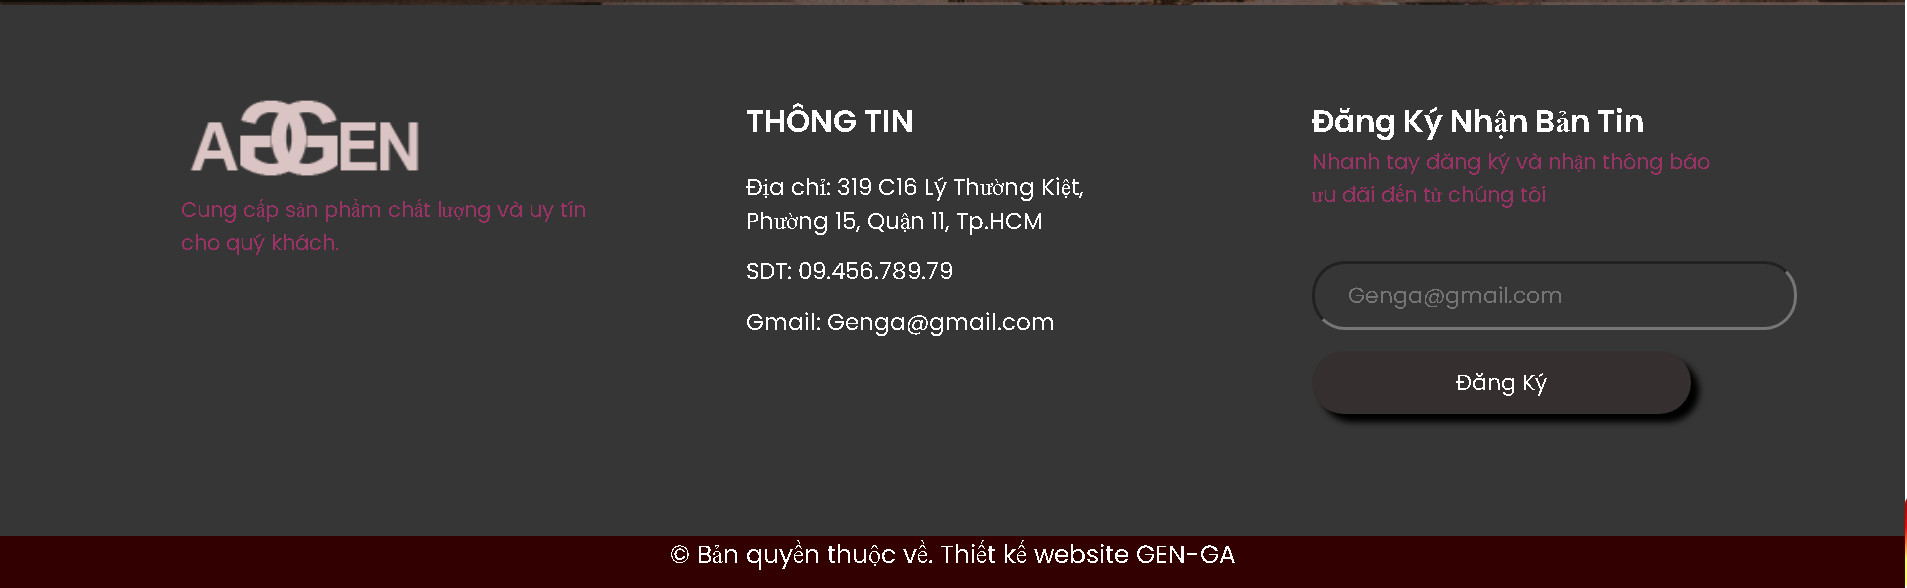 AGGEN
Cung cấp sản phẩm chất lượng và uy tín
cho quý khách.
THÔNG TIN
Địa chỉ: 319 C16 Lý Thường Kiệt,
Phường 15, Quận 11, Tp.HCM
SDT: 09.456.789.79
Gmail: Genga@gmail.com
Đăng Ký Nhận Bản Tin
Nhanh tay đăng ký và nhận thông báo
ưu đãi đến từ chúng tôi
Genga@gmail.com
Đăng Ký
© Bản quyền thuộc về. Thiết kế website GEN-GA